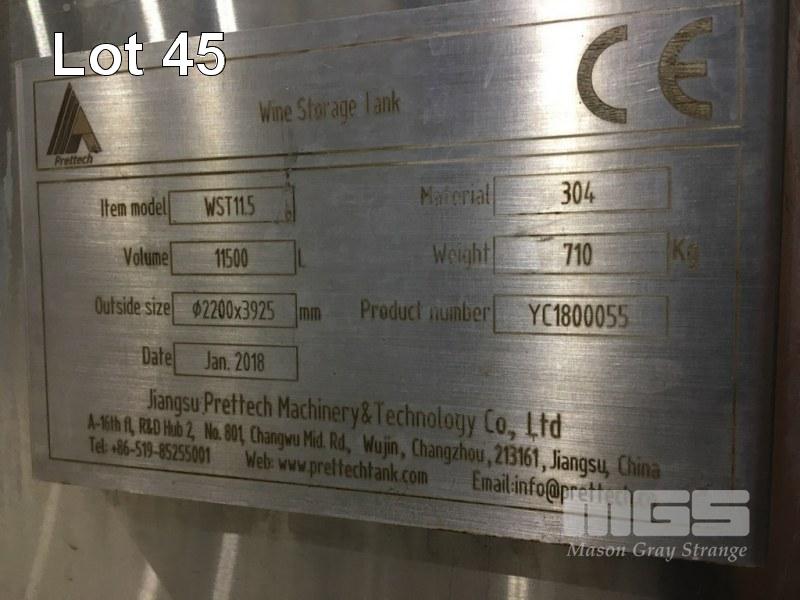 Lot 45
Prettech
Wine Storage Tank
CE
Item model WST11.5 Material 304
Volume 11500 L Weight 710 Kg
Outside size Φ2200x3925 mm Product number YC1800055
Date Jan. 2018
Jiangsu Prettech Machinery&Technology Co., Ltd
A-16th fl, R&D Hub 2, No. 801, Changwu Mid. Rd, Wujin, Changzhou, 213161, Jiangsu, China
Tel: +86-519-85255001 Web: www.prettechtank.com Email:info@
MGS
Mason Gray Strange